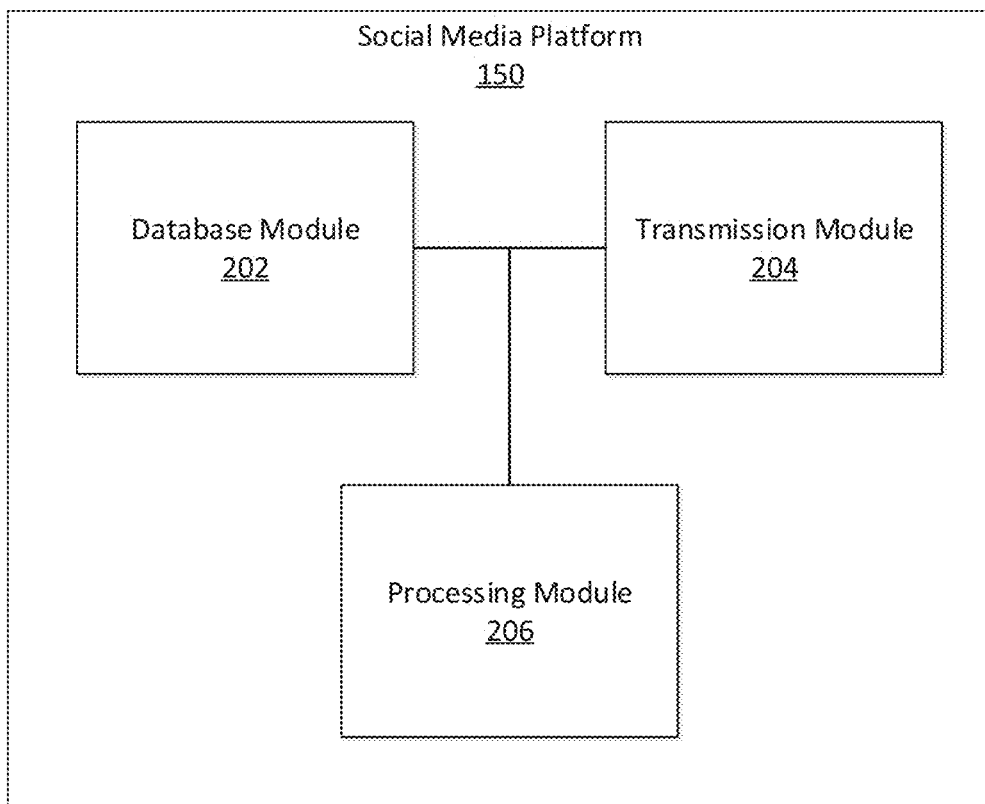 Social Media Platform
150
Database Module
202
Transmission Module
204
Processing Module
206